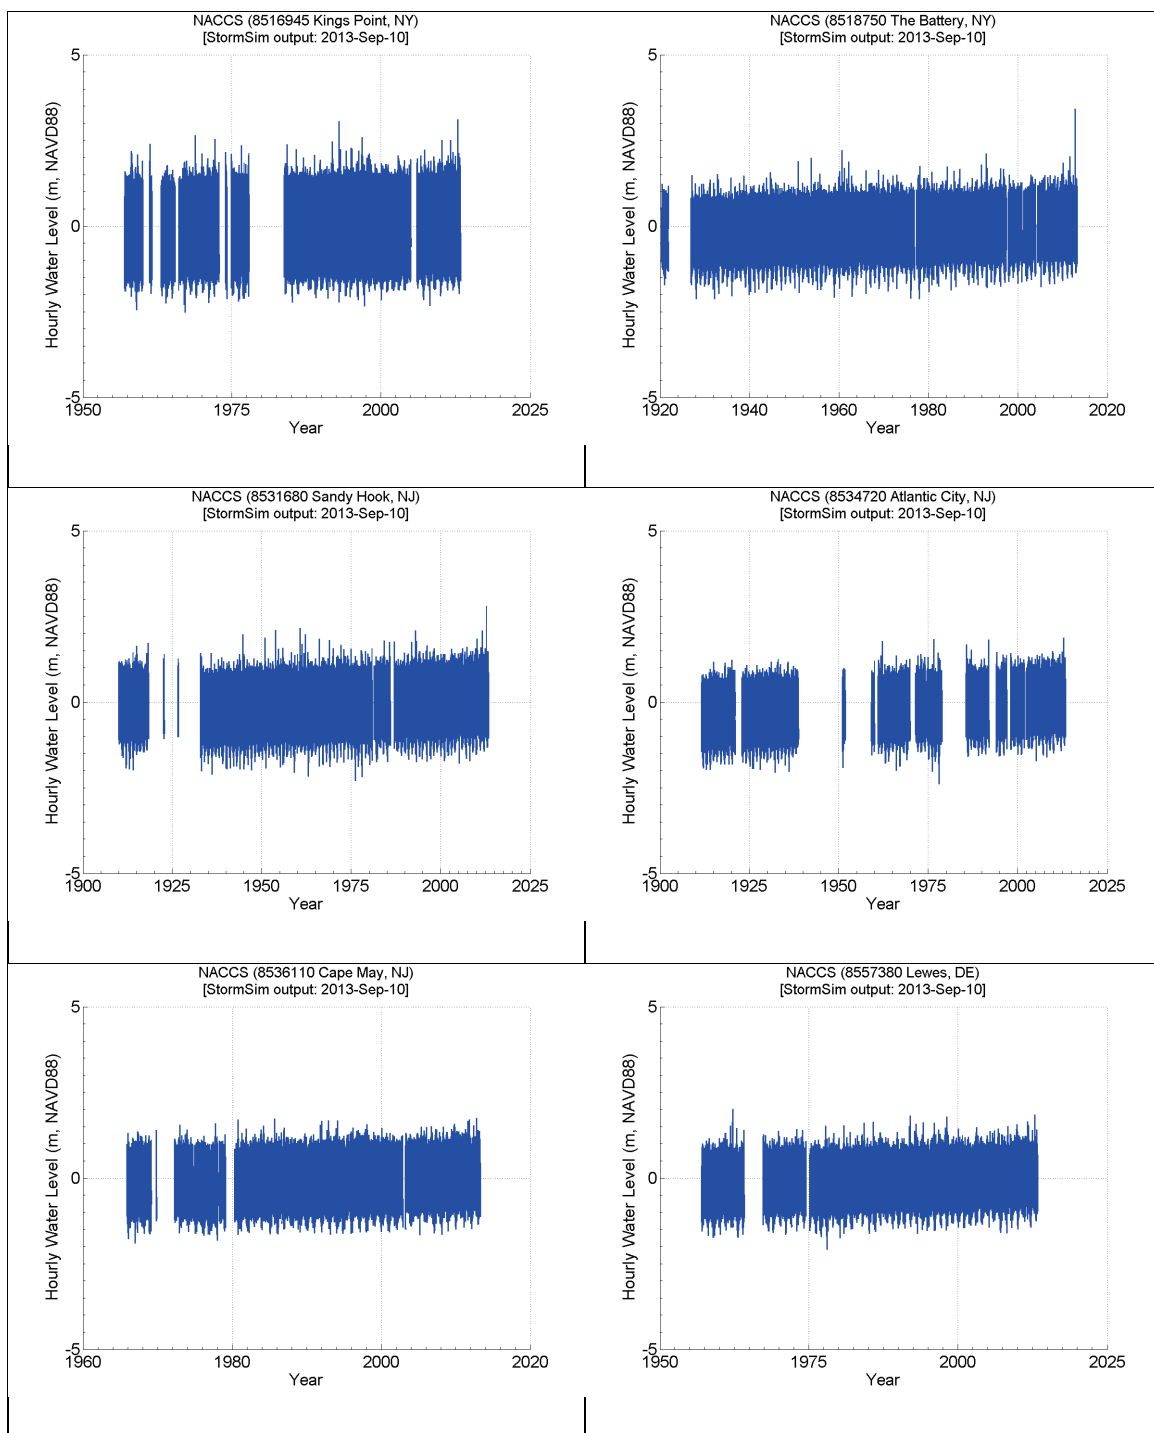 NACCS (8516945 Kings Point, NY)
[StormSim output: 2013-Sep-10]
5
0
-5
Hourly Water Level (m, NAVD88)
1950 1975 2000 2025
Year
NACCS (8518750 The Battery, NY)
[StormSim output: 2013-Sep-10]
5
0
-5
Hourly Water Level (m, NAVD88)
1920 1940 1960 1980 2000 2020
Year
NACCS (8531680 Sandy Hook, NJ)
[StormSim output: 2013-Sep-10]
5
0
-5
Hourly Water Level (m, NAVD88)
1900 1925 1950 1975 2000 2025
Year
NACCS (8534720 Atlantic City, NJ)
[StormSim output: 2013-Sep-10]
5
0
-5
Hourly Water Level (m, NAVD88)
1900 1925 1950 1975 2000 2025
Year
NACCS (8536110 Cape May, NJ)
[StormSim output: 2013-Sep-10]
5
0
-5
Hourly Water Level (m, NAVD88)
1960 1980 2000 2020
Year
NACCS (8557380 Lewes, DE)
[StormSim output: 2013-Sep-10]
5
0
-5
Hourly Water Level (m, NAVD88)
1950 1975 2000 2025
Year